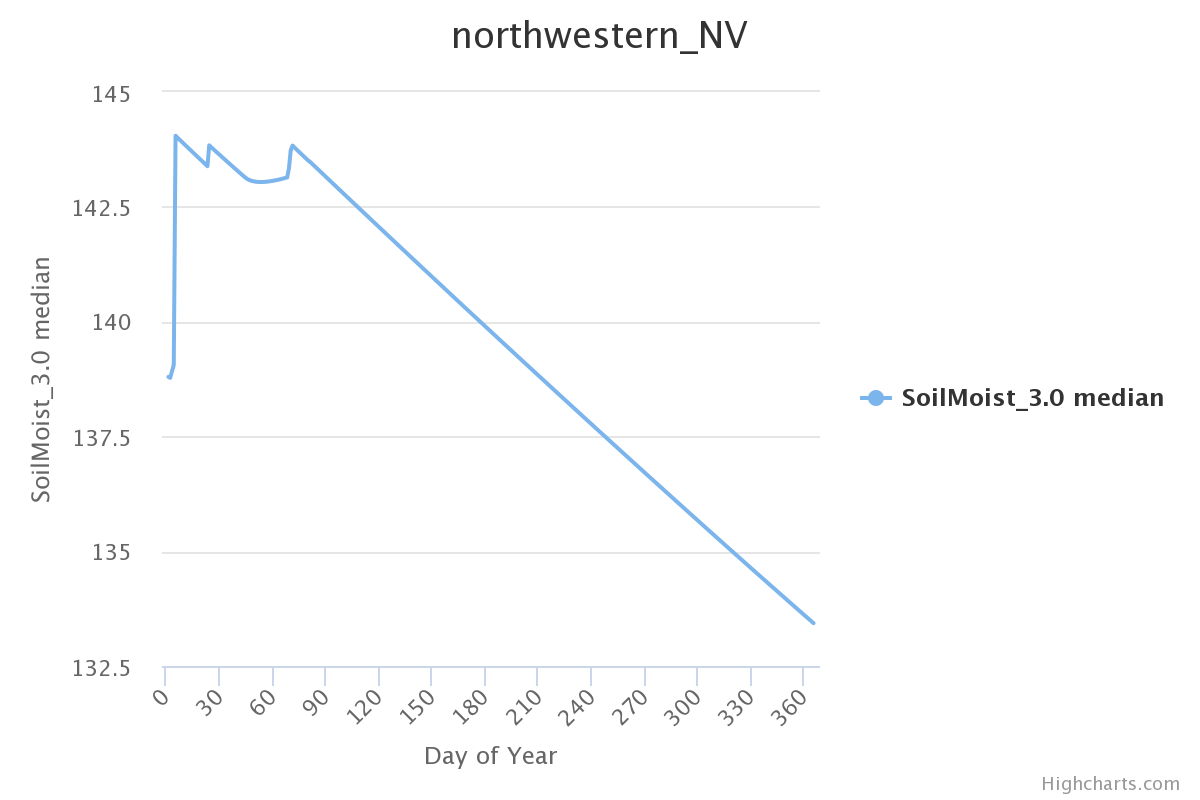 northwestern_NV
SoilMoist_3.0 median
145
142.5
140
137.5
135
132.5
0 30 60 90 120 150 180 210 240 270 300 330 360
Day of Year
SoilMoist_3.0 median
Highcharts.com